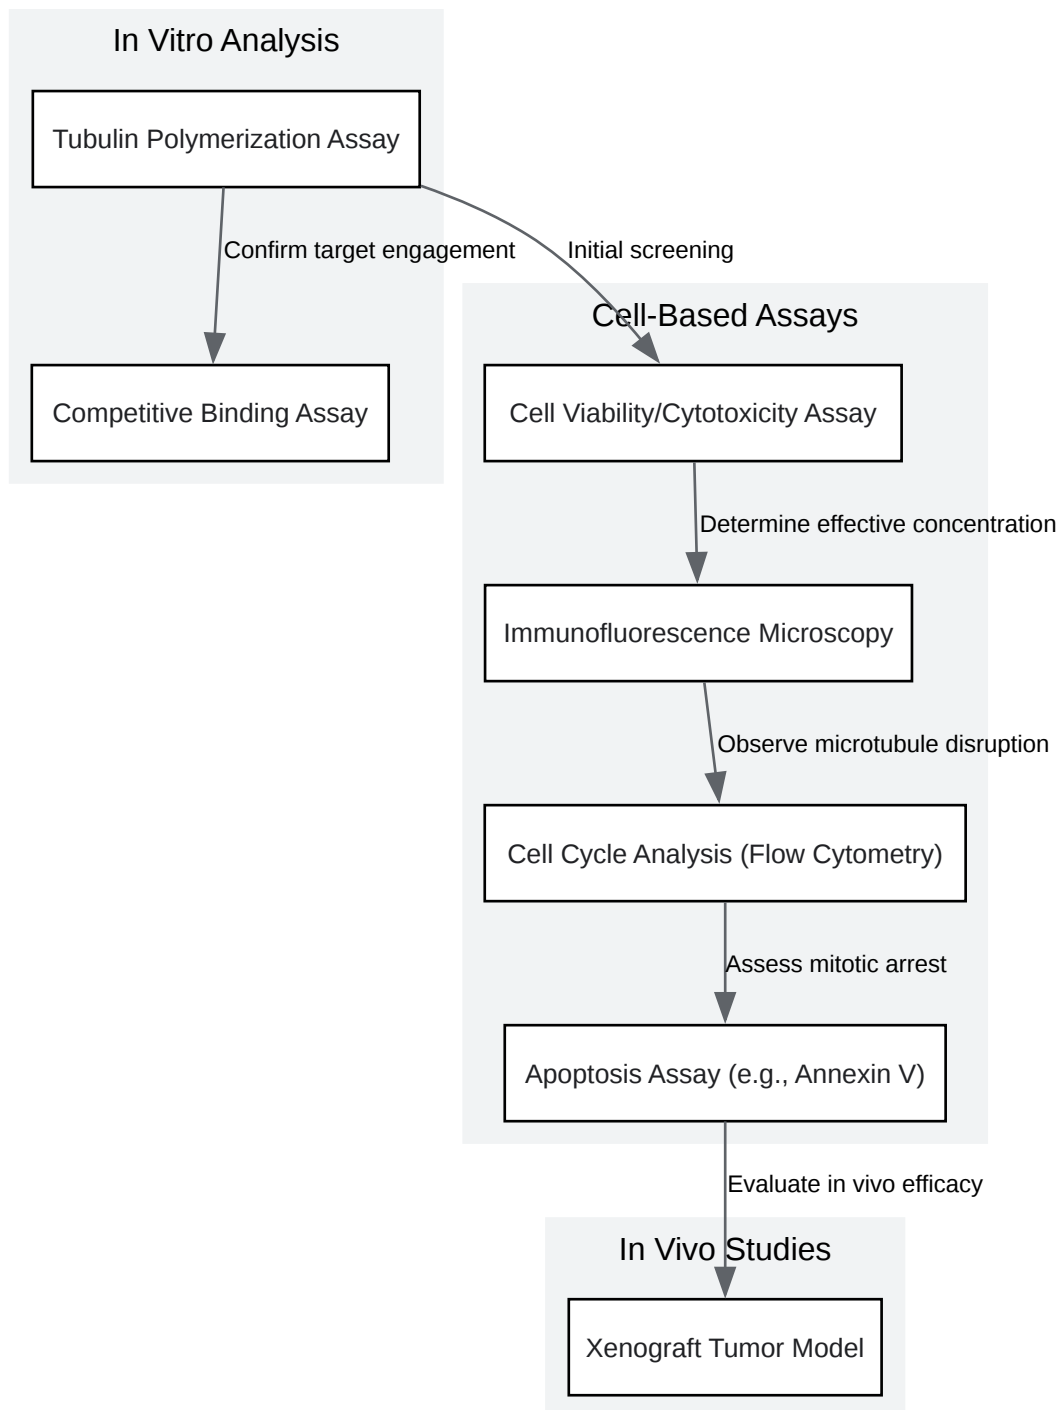 In Vitro Analysis
Tubulin Polymerization Assay
Confirm target engagement
Initial screening
Competitive Binding Assay
Cell-Based Assays
Cell Viability/Cytotoxicity Assay
Determine effective concentration
Immunofluorescence Microscopy
Observe microtubule disruption
Cell Cycle Analysis (Flow Cytometry)
Assess mitotic arrest
Apoptosis Assay (e.g., Annexin V)
Evaluate in vivo efficacy
In Vivo Studies
Xenograft Tumor Model